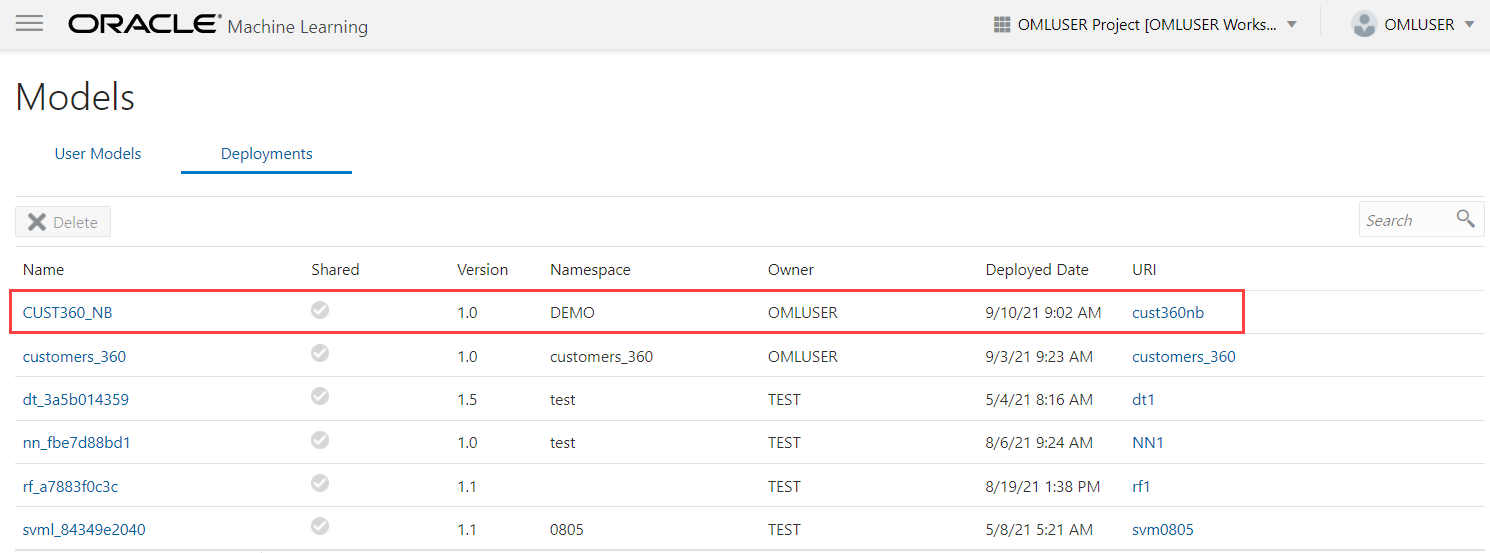 ORACLE® Machine Learning OMLUSER Project [OMLUSER Works... OMLUSER
Models
User Models Deployments
Delete Search
Name Shared Version Namespace Owner Deployed Date URI
CUST360_NB 1.0 DEMO OMLUSER 9/10/21 9:02 AM cust360nb
customers_360 1.0 customers_360 OMLUSER 9/3/21 9:23 AM customers_360
dt_3a5b014359 1.5 test TEST 5/4/21 8:16 AM dt1
nn_fbe7d88bd1 1.0 test TEST 8/6/21 9:24 AM NN1
rf_a7883f0c3c 1.1 TEST 8/19/21 1:38 PM rf1
svml_84349e2040 1.1 0805 TEST 5/8/21 5:21 AM svm0805